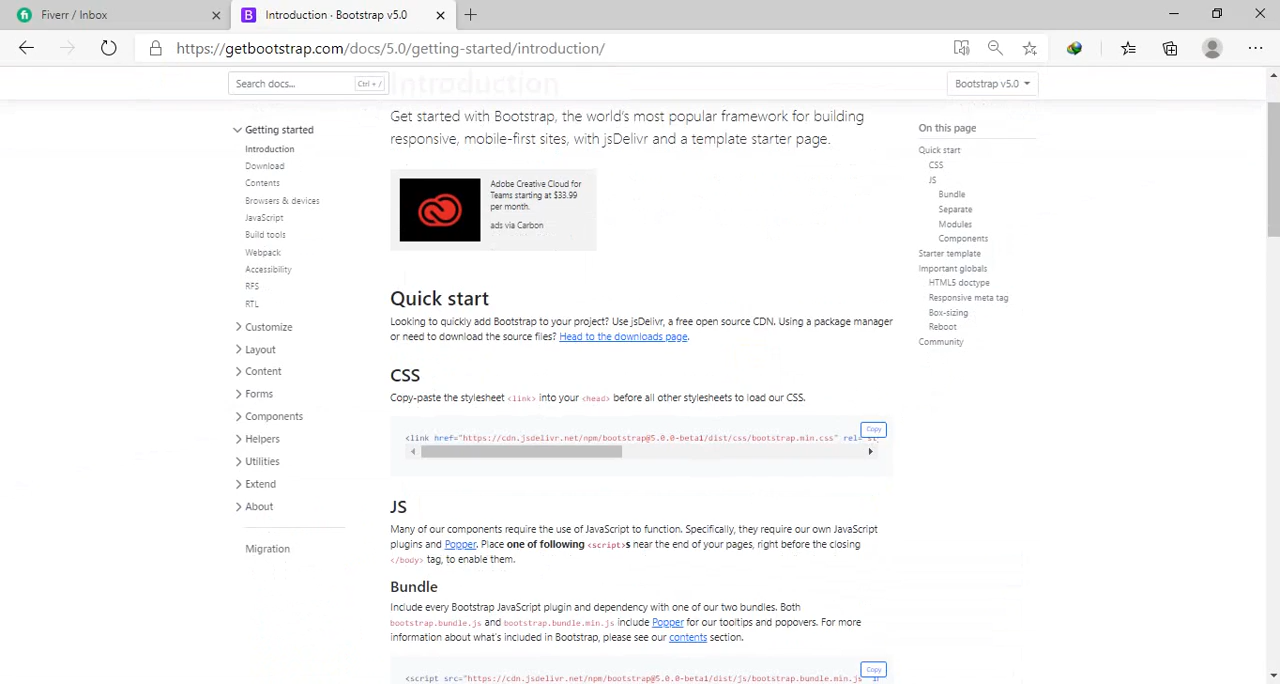 Fiverr / Inbox
Introduction · Bootstrap v5.0
https://getbootstrap.com/docs/5.0/getting-started/introduction/
Search docs...
Ctrl + /
Introduction
Bootstrap v5.0
Getting started
Introduction
Download
Contents
Browsers & devices
JavaScript
Build tools
Webpack
Accessibility
RFS
RTL
Customize
Layout
Content
Forms
Components
Helpers
Utilities
Extend
About
Migration
Get started with Bootstrap, the world's most popular framework for building
responsive, mobile-first sites, with jsDelivr and a template starter page.
Adobe Creative Cloud for
Teams starting at $33.99
per month.
ads via Carbon
Quick start
Looking to quickly add Bootstrap to your project? Use jsDelivr, a free open source CDN. Using a package manager
or need to download the source files? Head to the downloads page.
CSS
Copy-paste the stylesheet <link> into your <head> before all other stylesheets to load our CSS.
Copy
<link href="https://cdn.jsdelivr.net/npm/bootstrap@5.0.0-beta1/dist/css/bootstrap.min.css" rel="st
JS
Many of our components require the use of JavaScript to function. Specifically, they require our own JavaScript
plugins and Popper. Place one of following <script>s near the end of your pages, right before the closing
</body> tag, to enable them.
Bundle
Include every Bootstrap JavaScript plugin and dependency with one of our two bundles. Both
bootstrap.bundle.js and bootstrap.bundle.min.js include Popper for our tooltips and popovers. For more
information about what's included in Bootstrap, please see our contents section.
Copy
<script src="https://cdn.jsdelivr.net/npm/bootstrap@5.0.0-beta1/dist/js/bootstrap.bundle.min.js" i
On this page
Quick start
CSS
JS
Bundle
Separate
Modules
Components
Starter template
Important globals
HTML5 doctype
Responsive meta tag
Box-sizing
Reboot
Community